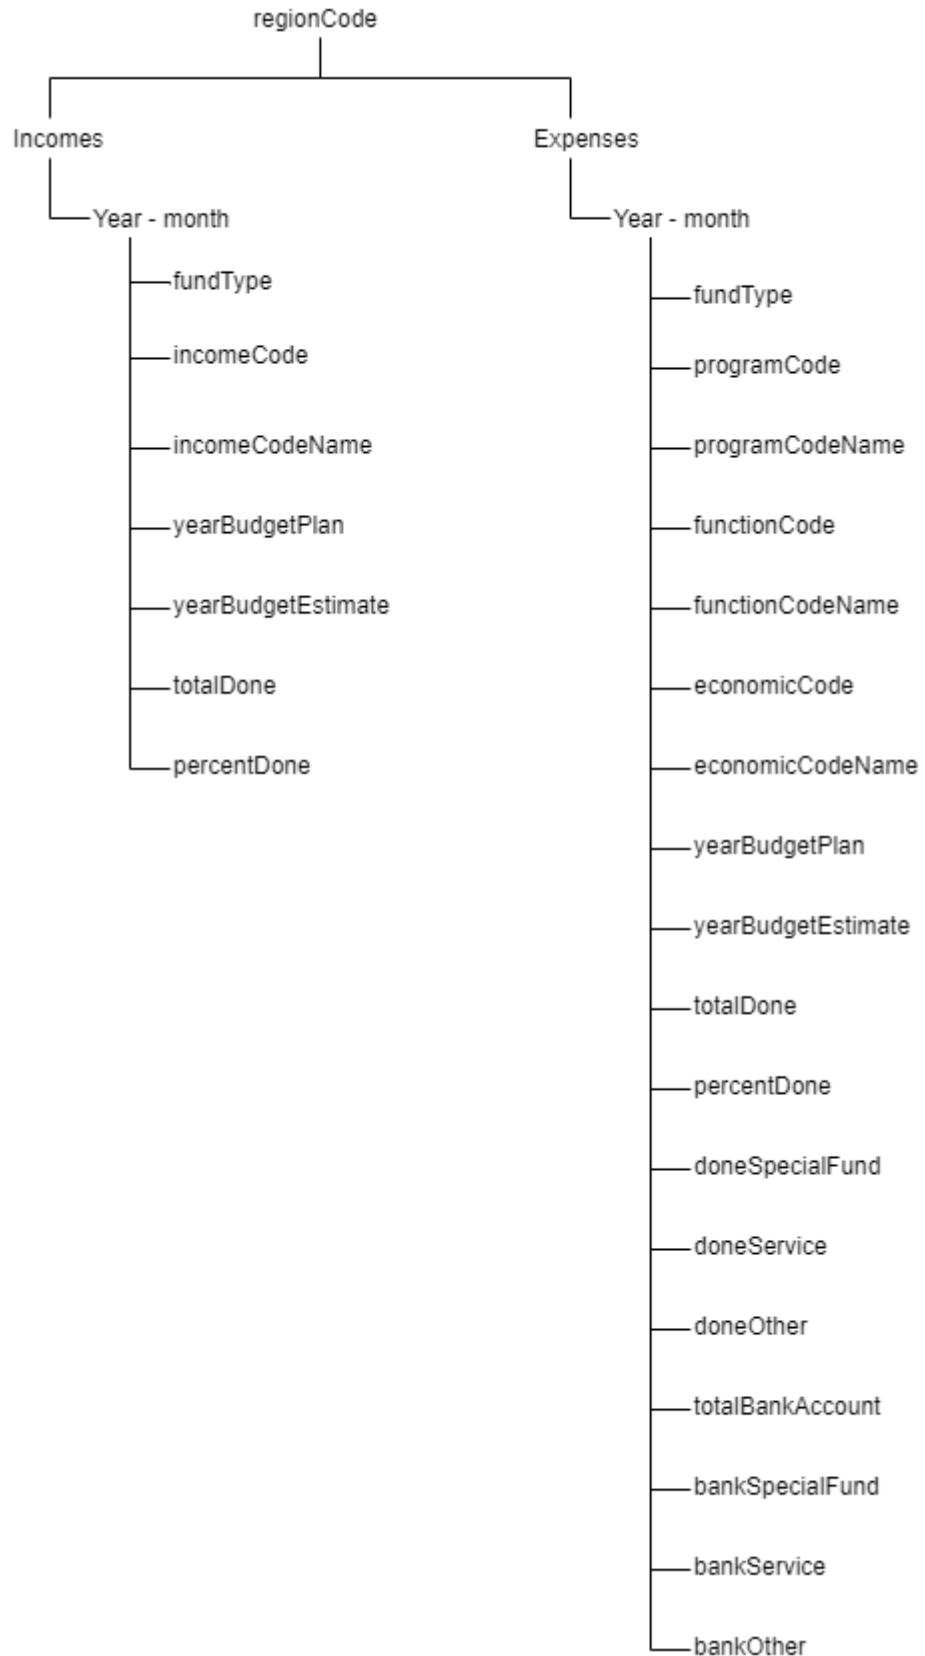 regionCode
Incomes
Year - month
fundType
incomeCode
incomeCodeName
yearBudgetPlan
yearBudgetEstimate
totalDone
percentDone
Expenses
Year - month
fundType
programCode
programCodeName
functionCode
functionCodeName
economicCode
economicCodeName
yearBudgetPlan
yearBudgetEstimate
totalDone
percentDone
doneSpecialFund
doneService
doneOther
totalBankAccount
bankSpecialFund
bankService
bankOther